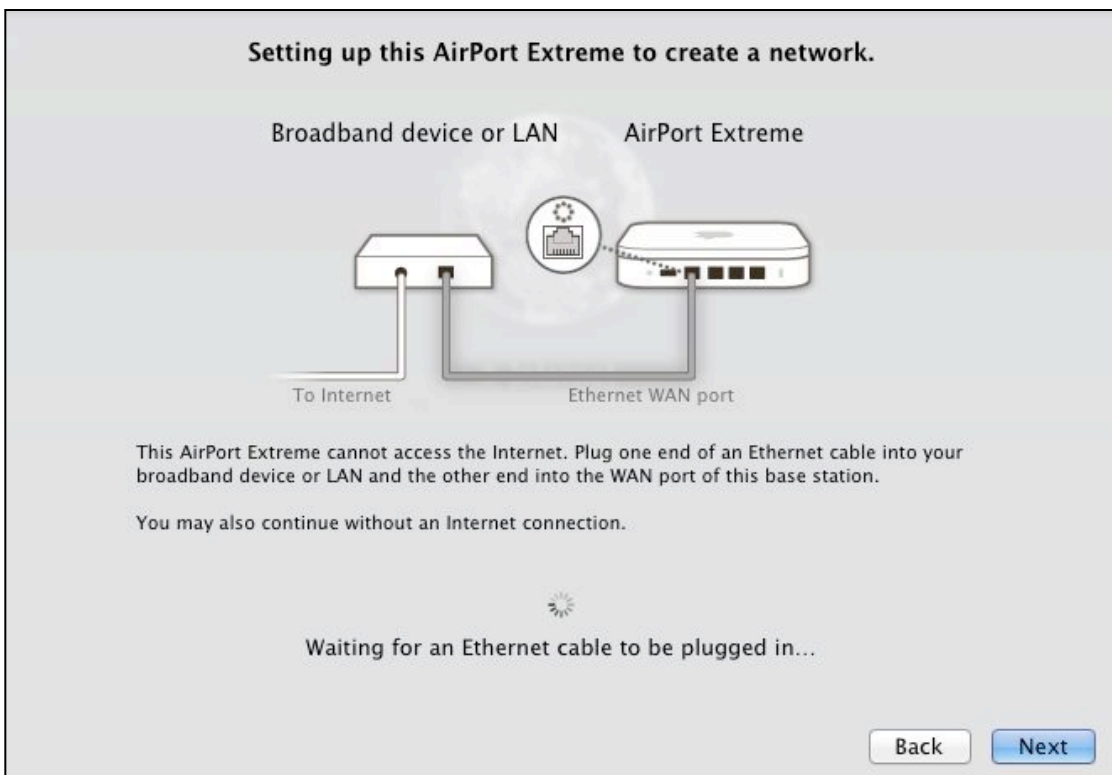 Setting up this AirPort Extreme to create a network.
Broadband device or LAN
AirPort Extreme
To Internet
Ethernet WAN port
This AirPort Extreme cannot access the Internet. Plug one end of an Ethernet cable into your
broadband device or LAN and the other end into the WAN port of this base station.
You may also continue without an Internet connection.
Waiting for an Ethernet cable to be plugged in...
Back
Next